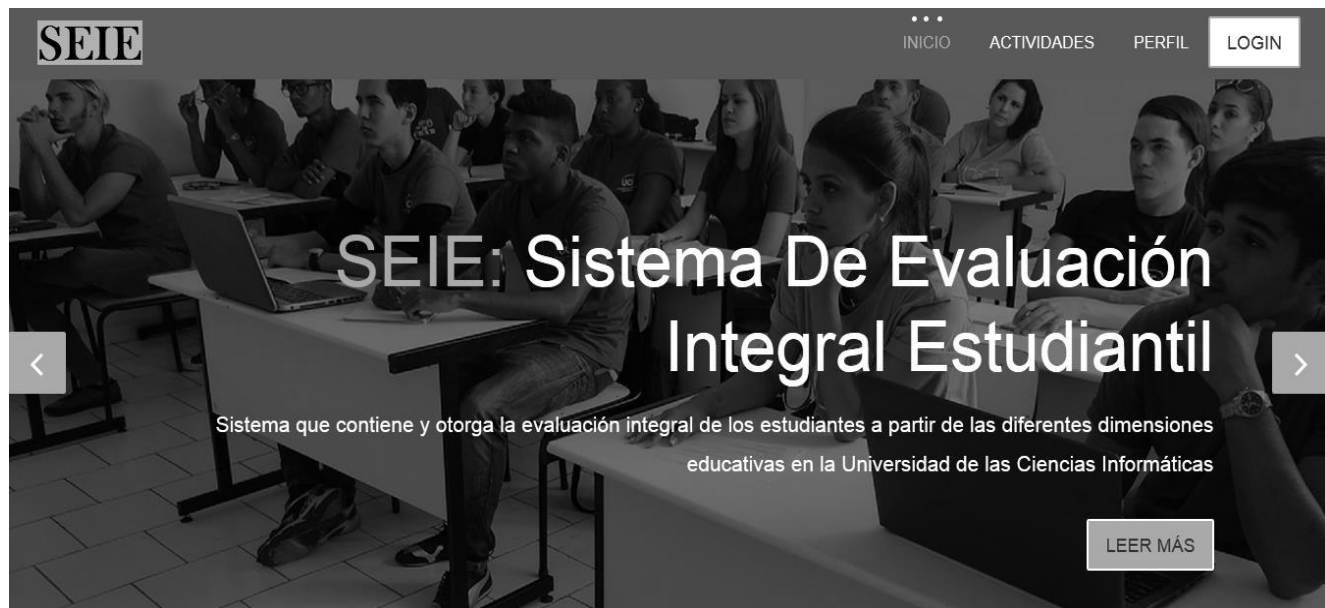 SEIE
INICIO ACTIVIDADES PERFIL LOGIN
SEIE: Sistema De Evaluación
Integral Estudiantil
Sistema que contiene y otorga la evaluación integral de los estudiantes a partir de las diferentes dimensiones
educativas en la Universidad de las Ciencias Informáticas
LEER MÁS
UCI